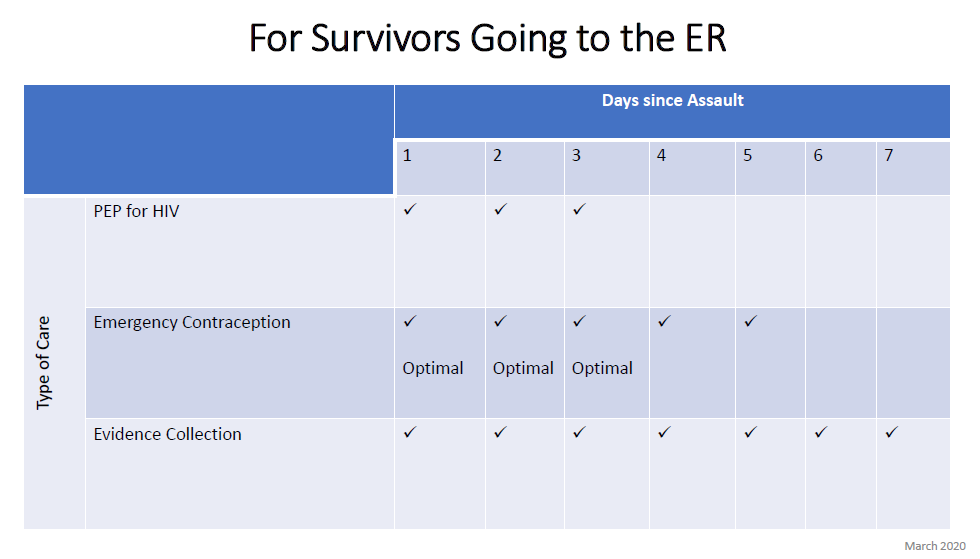 For Survivors Going to the ER
Days since Assault
1 2 3 4 5 6 7
Type of Care
PEP for HIV ✓ ✓ ✓
Emergency Contraception ✓ ✓ ✓ ✓ ✓
Optimal Optimal Optimal
Evidence Collection ✓ ✓ ✓ ✓ ✓ ✓ ✓
March 2020